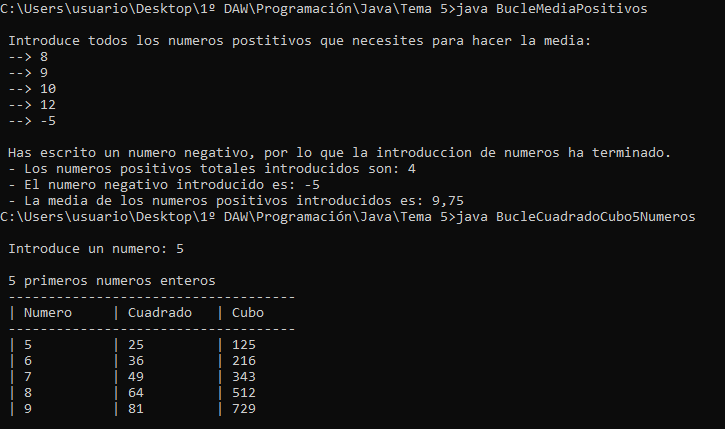 C:\Users\usuario\Desktop\1º DAW\Programación\Java\Tema 5>java BucleMediaPositivos
Introduce todos los numeros postitivos que necesites para hacer la media:
--> 8
--> 9
--> 10
--> 12
--> -5
Has escrito un numero negativo, por lo que la introduccion de numeros ha terminado.
- Los numeros positivos totales introducidos son: 4
- El numero negativo introducido es: -5
- La media de los numeros positivos introducidos es: 9,75
C:\Users\usuario\Desktop\1º DAW\Programación\Java\Tema 5>java BucleCuadradoCubo5Numeros
Introduce un numero: 5
5 primeros numeros enteros
------------------------------------
| Numero     | Cuadrado   | Cubo
------------------------------------
| 5          | 25         | 125
| 6          | 36         | 216
| 7          | 49         | 343
| 8          | 64         | 512
| 9          | 81         | 729